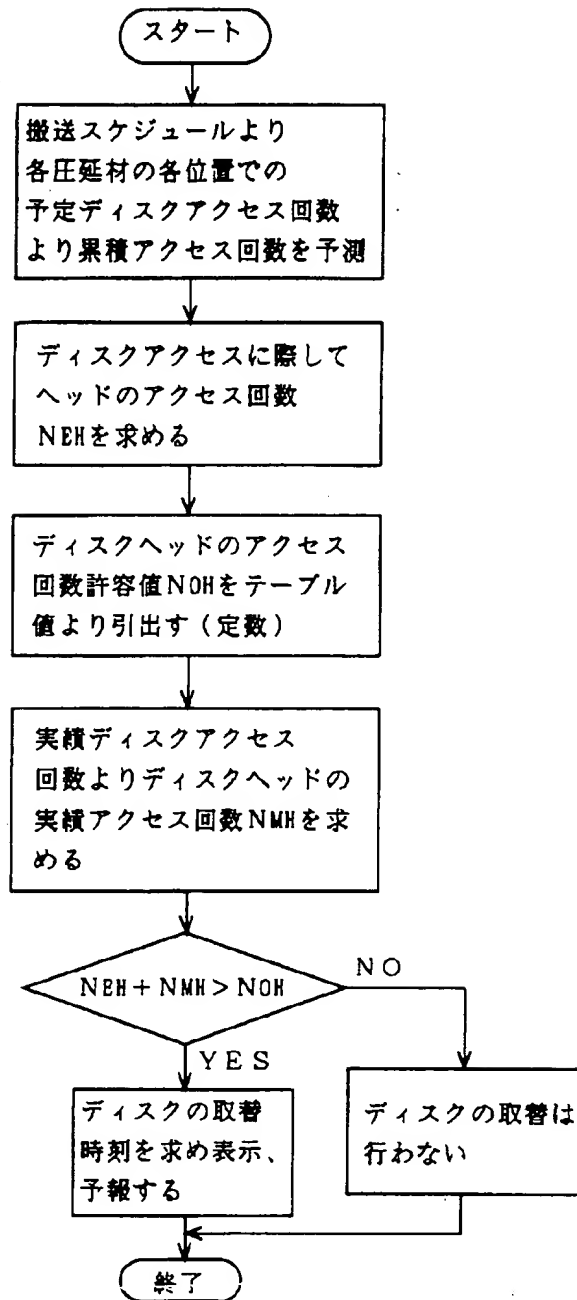 スタート
搬送スケジュールより
各圧延材の各位置での
予定ディスクアクセス回数
より累積アクセス回数を予測
ディスクアクセスに際して
ヘッドのアクセス回数
NEHを求める
ディスクヘッドのアクセス
回数許容値NOHをテーブル
値より引出す(定数)
実績ディスクアクセス
回数よりディスクヘッドの
実績アクセス回数NMHを求
める
NEH+NMH>NOH
NO
YES
ディスクの取替
時刻を求め表示、
予報する
ディスクの取替は
行わない
終了